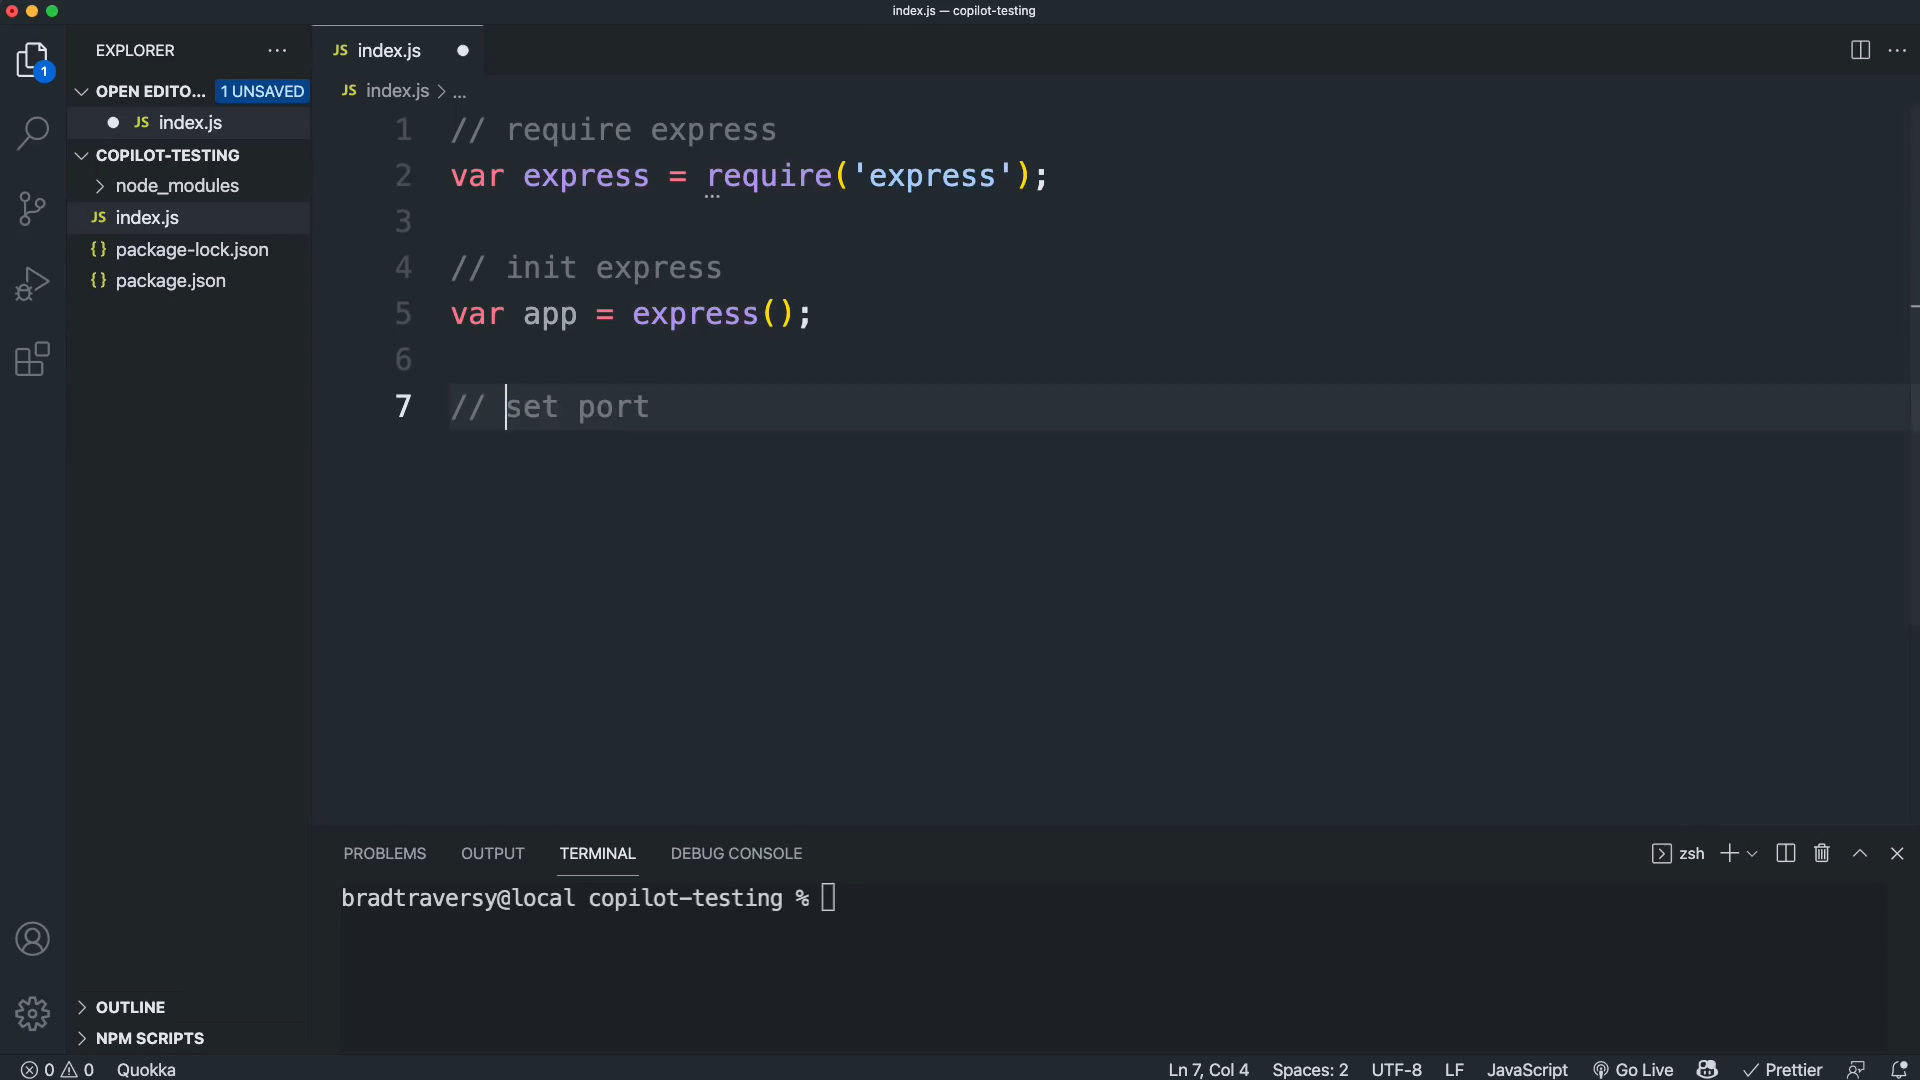 index.js — copilot-testing
EXPLORER
1
OPEN EDITO... 1 UNSAVED
JS index.js
COPILOT-TESTING
node_modules
JS index.js
{} package-lock.json
{} package.json
OUTLINE
NPM SCRIPTS
JS index.js
JS index.js > ...
1 // require express
2 var express = require('express');
3
4 // init express
5 var app = express();
6
7 // set port
PROBLEMS OUTPUT TERMINAL DEBUG CONSOLE
zsh
bradtraversy@local copilot-testing %
0 0 Quokka Ln 7, Col 4 Spaces: 2 UTF-8 LF JavaScript Go Live Prettier